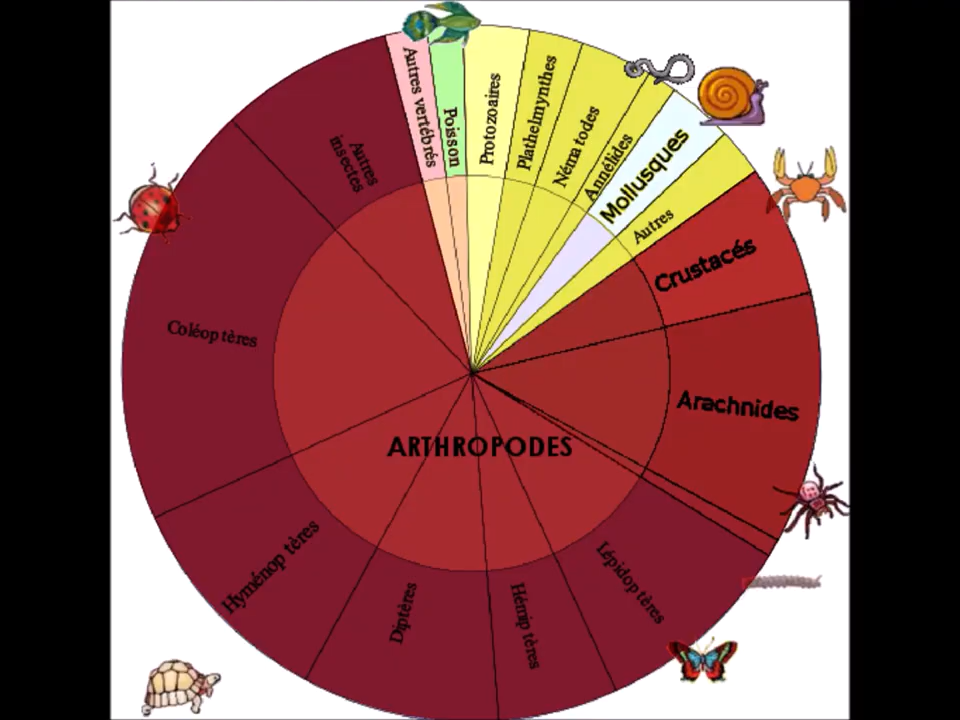 Autres vertébrés
Poisson
Protozoaires
Plathelmynthes
Néma todes
Annélides
Mollusques
Autres
Crustacés
Arachnides
Lépidop tères
Hémip tères
Diptères
Hyménop tères
Coléop tères
Autres
insectes
ARTHROPODES